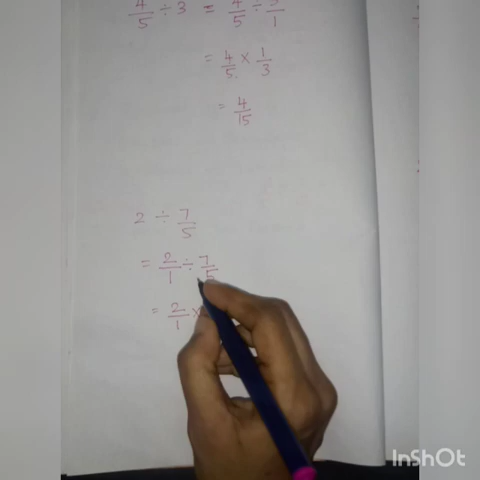 4/5 ÷ 3 = 4/5 ÷ 3/1
= 4/5 × 1/3
= 4/15
2 ÷ 7/5
= 2/1 ÷ 7/5
= 2/1 ×
InShOt